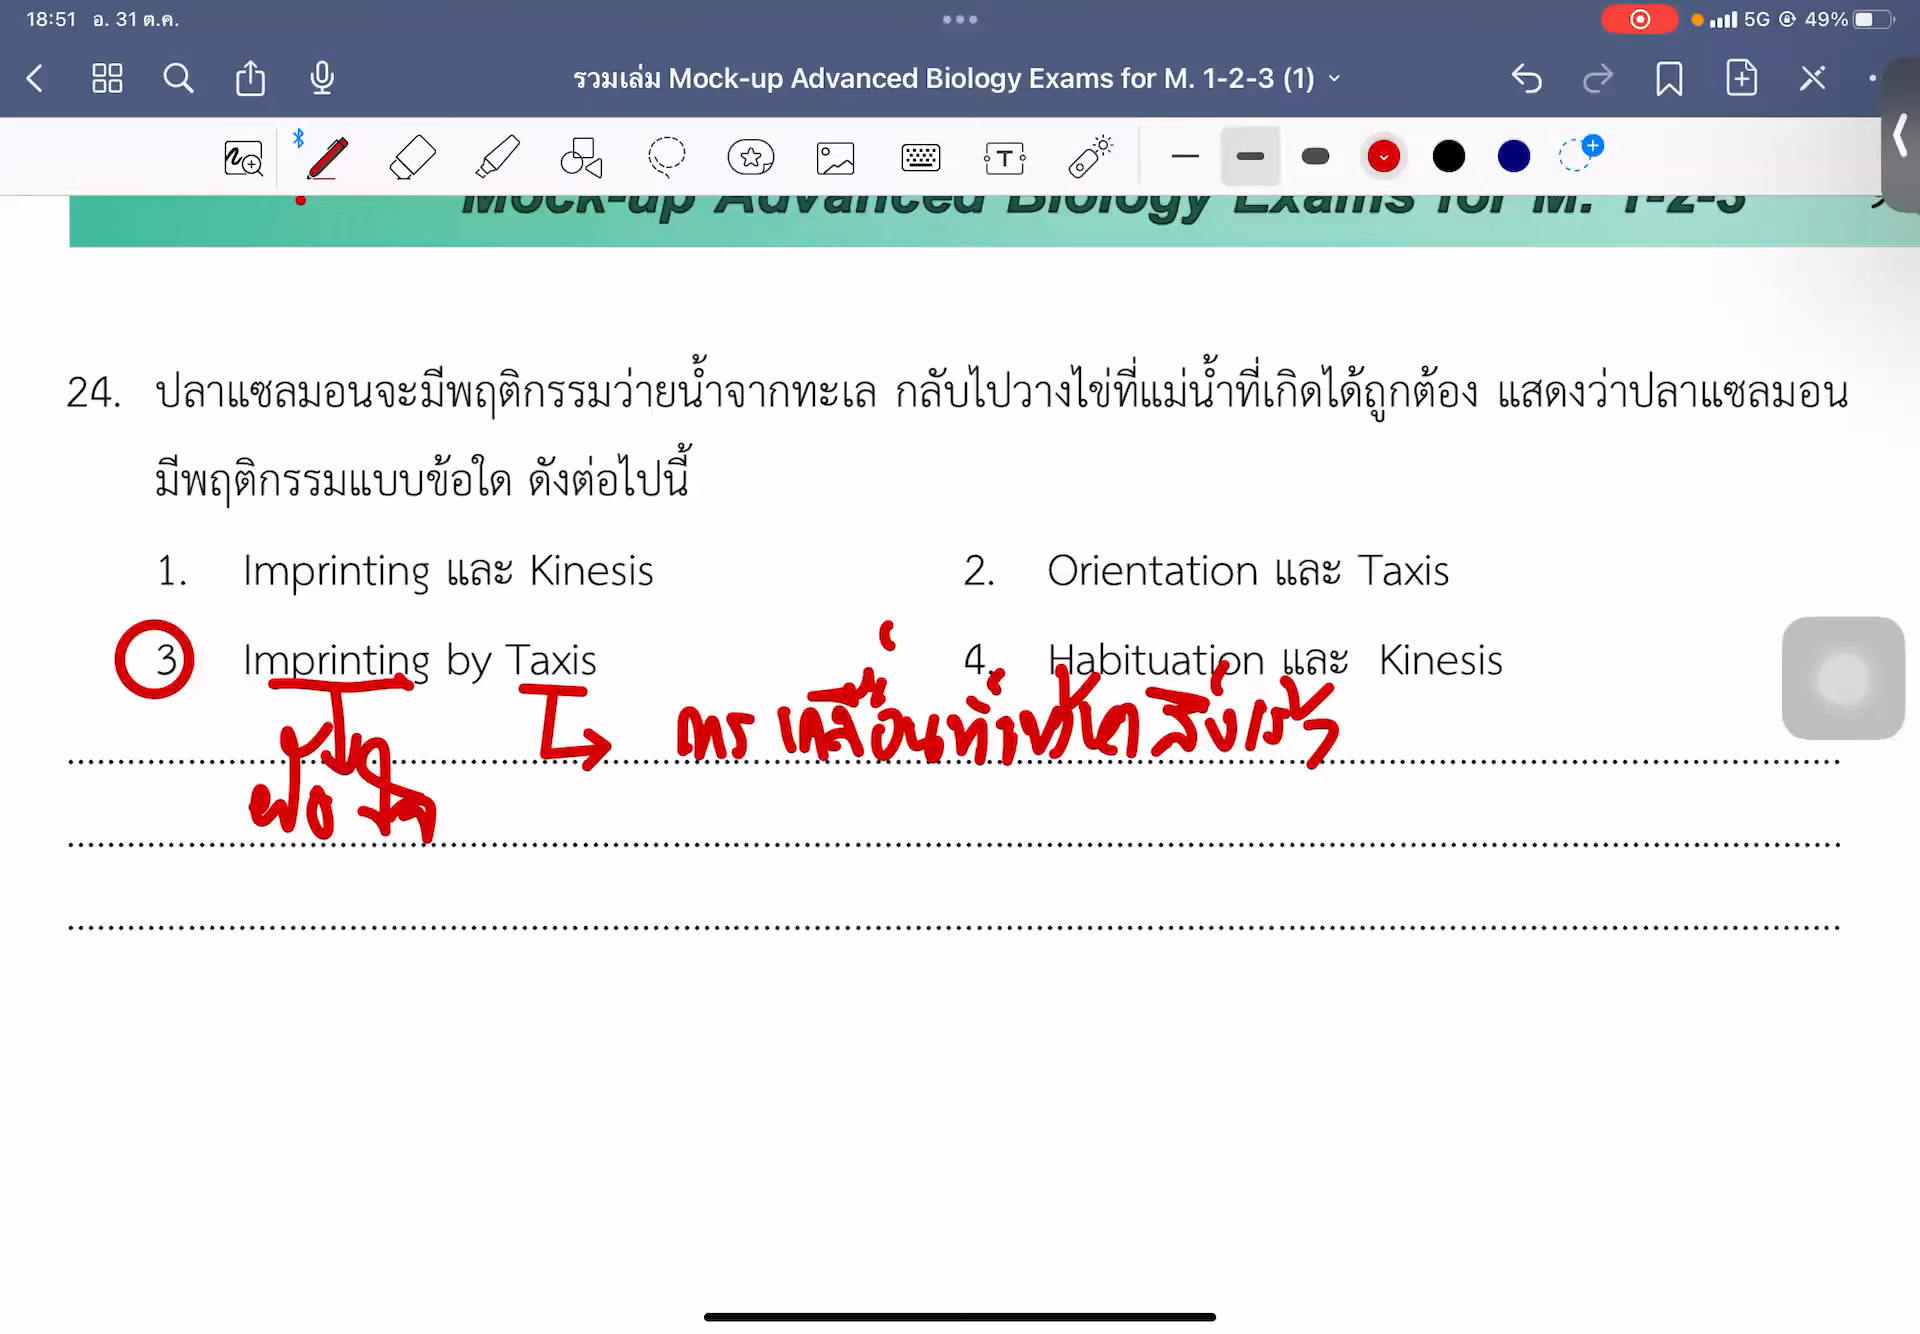 18:51 อ. 31 ต.ค. 5G 49%
รวมเล่ม Mock-up Advanced Biology Exams for M. 1-2-3 (1)
Mock-up Advanced Biology Exams for M. 1-2-3
24. ปลาแซลมอนจะมีพฤติกรรมว่ายน้ำจากทะเล กลับไปวางไข่ที่แม่น้ำที่เกิดได้ถูกต้อง แสดงว่าปลาแซลมอน
มีพฤติกรรมแบบข้อใด ดังต่อไปนี้
1. Imprinting และ Kinesis 2. Orientation และ Taxis
3 Imprinting by Taxis 4. Habituation และ Kinesis
การเคลื่อนที่เข้าหาสิ่งเร้า
ฝังใจ